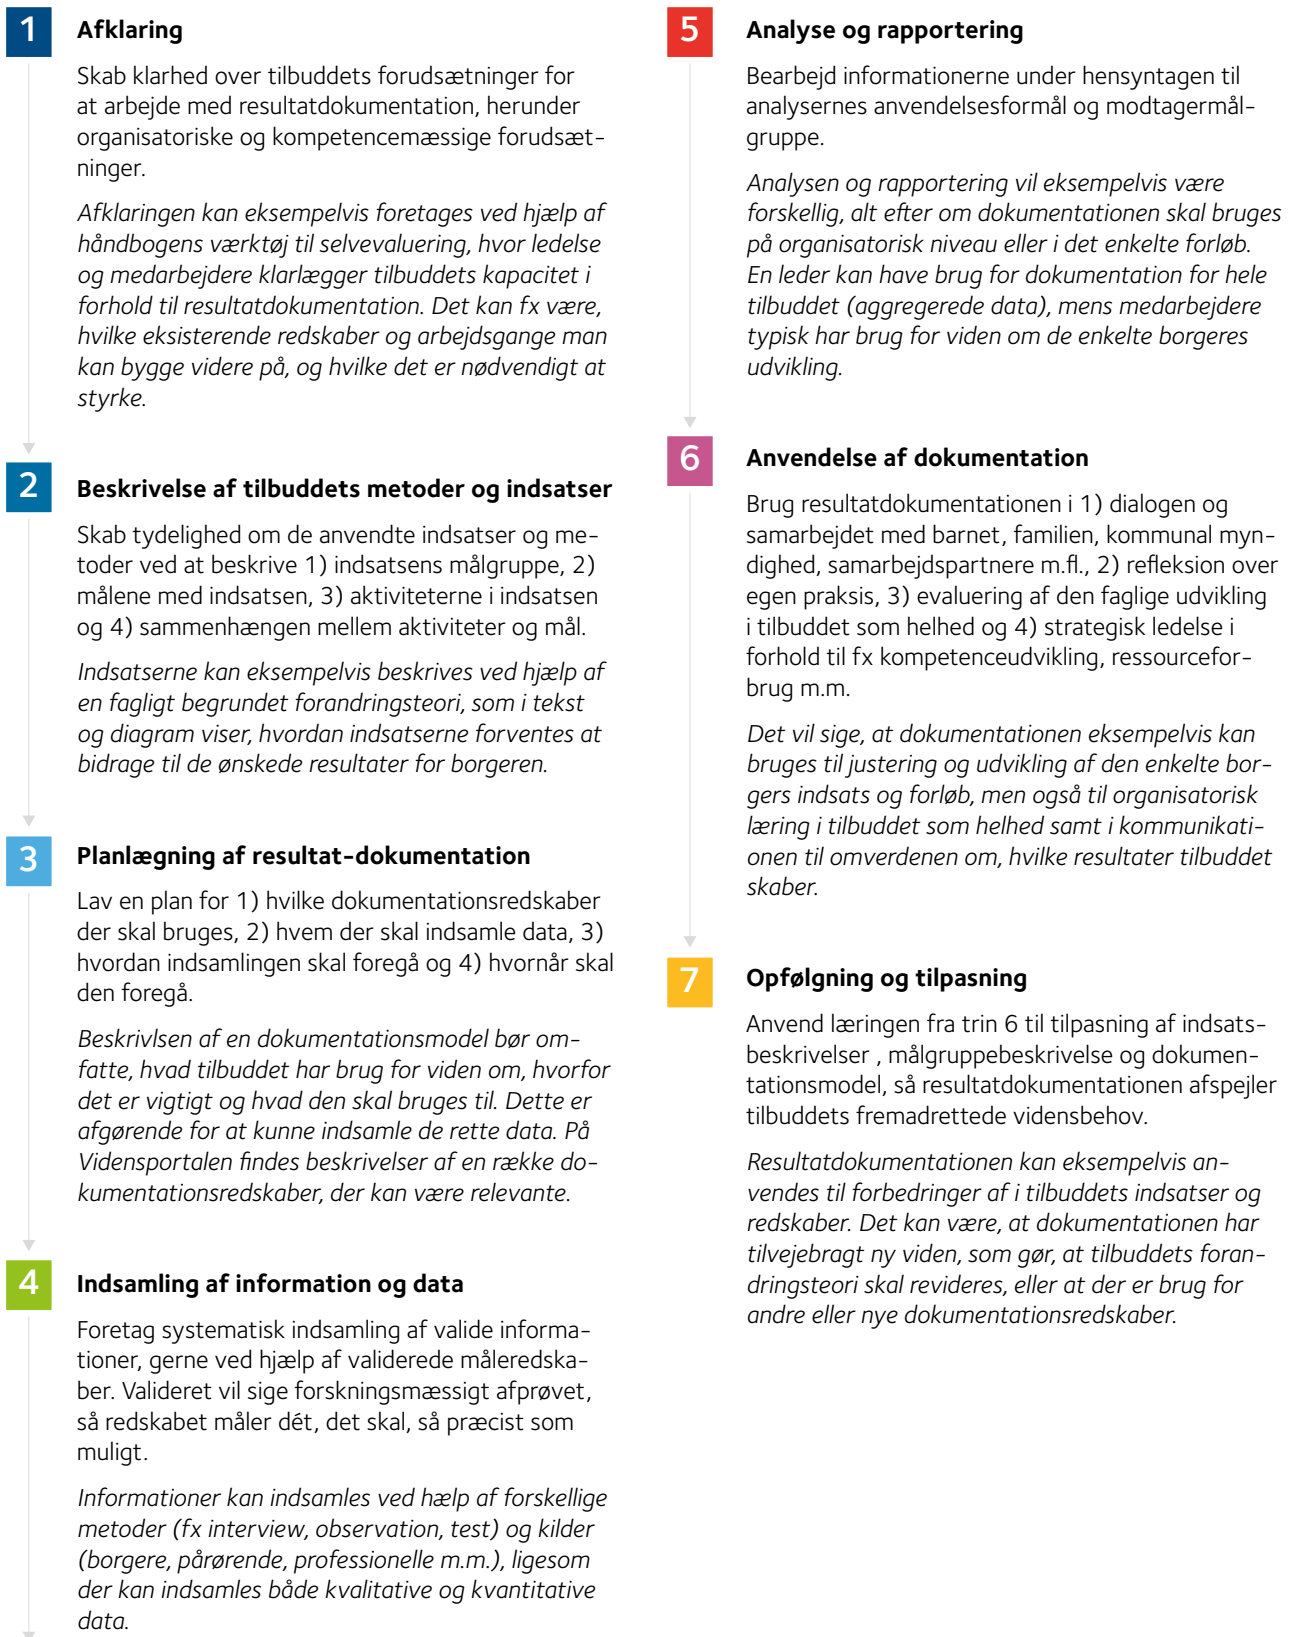 1
Afklaring
Skab klarhed over tilbuddets forudsætninger for
at arbejde med resultatdokumentation, herunder
organisatoriske og kompetencemæssige forudsæt-
ninger.
Afklaringen kan eksempelvis foretages ved hjælp af
håndbogens værktøj til selvevaluering, hvor ledelse
og medarbejdere klarlægger tilbuddets kapacitet i
forhold til resultatdokumentation. Det kan fx være,
hvilke eksisterende redskaber og arbejdsgange man
kan bygge videre på, og hvilke det er nødvendigt at
styrke.
2
Beskrivelse af tilbuddets metoder og indsatser
Skab tydelighed om de anvendte indsatser og me-
toder ved at beskrive 1) indsatsens målgruppe, 2)
målene med indsatsen, 3) aktiviteterne i indsatsen
og 4) sammenhængen mellem aktiviteter og mål.
Indsatserne kan eksempelvis beskrives ved hjælp af
en fagligt begrundet forandringsteori, som i tekst
og diagram viser, hvordan indsatserne forventes at
bidrage til de ønskede resultater for borgeren.
3
Planlægning af resultat-dokumentation
Lav en plan for 1) hvilke dokumentationsredskaber
der skal bruges, 2) hvem der skal indsamle data, 3)
hvordan indsamlingen skal foregå og 4) hvornår skal
den foregå.
Beskrivlsen af en dokumentationsmodel bør om-
fatte, hvad tilbuddet har brug for viden om, hvorfor
det er vigtigt og hvad den skal bruges til. Dette er
afgørende for at kunne indsamle de rette data. På
Vidensportalen findes beskrivelser af en række do-
kumentationsredskaber, der kan være relevante.
4
Indsamling af information og data
Foretag systematisk indsamling af valide informa-
tioner, gerne ved hjælp af validerede måleredska-
ber. Valideret vil sige forskningsmæssigt afprøvet,
så redskabet måler dét, det skal, så præcist som
muligt.
Informationer kan indsamles ved hælp af forskellige
metoder (fx interview, observation, test) og kilder
(borgere, pårørende, professionelle m.m.), ligesom
der kan indsamles både kvalitative og kvantitative
data.
5
Analyse og rapportering
Bearbejd informationerne under hensyntagen til
analysernes anvendelsesformål og modtagermål-
gruppe.
Analysen og rapportering vil eksempelvis være
forskellig, alt efter om dokumentationen skal bruges
på organisatorisk niveau eller i det enkelte forløb.
En leder kan have brug for dokumentation for hele
tilbuddet (aggregerede data), mens medarbejdere
typisk har brug for viden om de enkelte borgeres
udvikling.
6
Anvendelse af dokumentation
Brug resultatdokumentationen i 1) dialogen og
samarbejdet med barnet, familien, kommunal myn-
dighed, samarbejdspartnere m.fl., 2) refleksion over
egen praksis, 3) evaluering af den faglige udvikling
i tilbuddet som helhed og 4) strategisk ledelse i
forhold til fx kompetenceudvikling, ressourcefor-
brug m.m.
Det vil sige, at dokumentationen eksempelvis kan
bruges til justering og udvikling af den enkelte bor-
gers indsats og forløb, men også til organisatorisk
læring i tilbuddet som helhed samt i kommunikati-
onen til omverdenen om, hvilke resultater tilbuddet
skaber.
7
Opfølgning og tilpasning
Anvend læringen fra trin 6 til tilpasning af indsats-
beskrivelser , målgruppebeskrivelse og dokumen-
tationsmodel, så resultatdokumentationen afspejler
tilbuddets fremadrettede vidensbehov.
Resultatdokumentationen kan eksempelvis an-
vendes til forbedringer af i tilbuddets indsatser og
redskaber. Det kan være, at dokumentationen har
tilvejebragt ny viden, som gør, at tilbuddets foran-
dringsteori skal revideres, eller at der er brug for
andre eller nye dokumentationsredskaber.